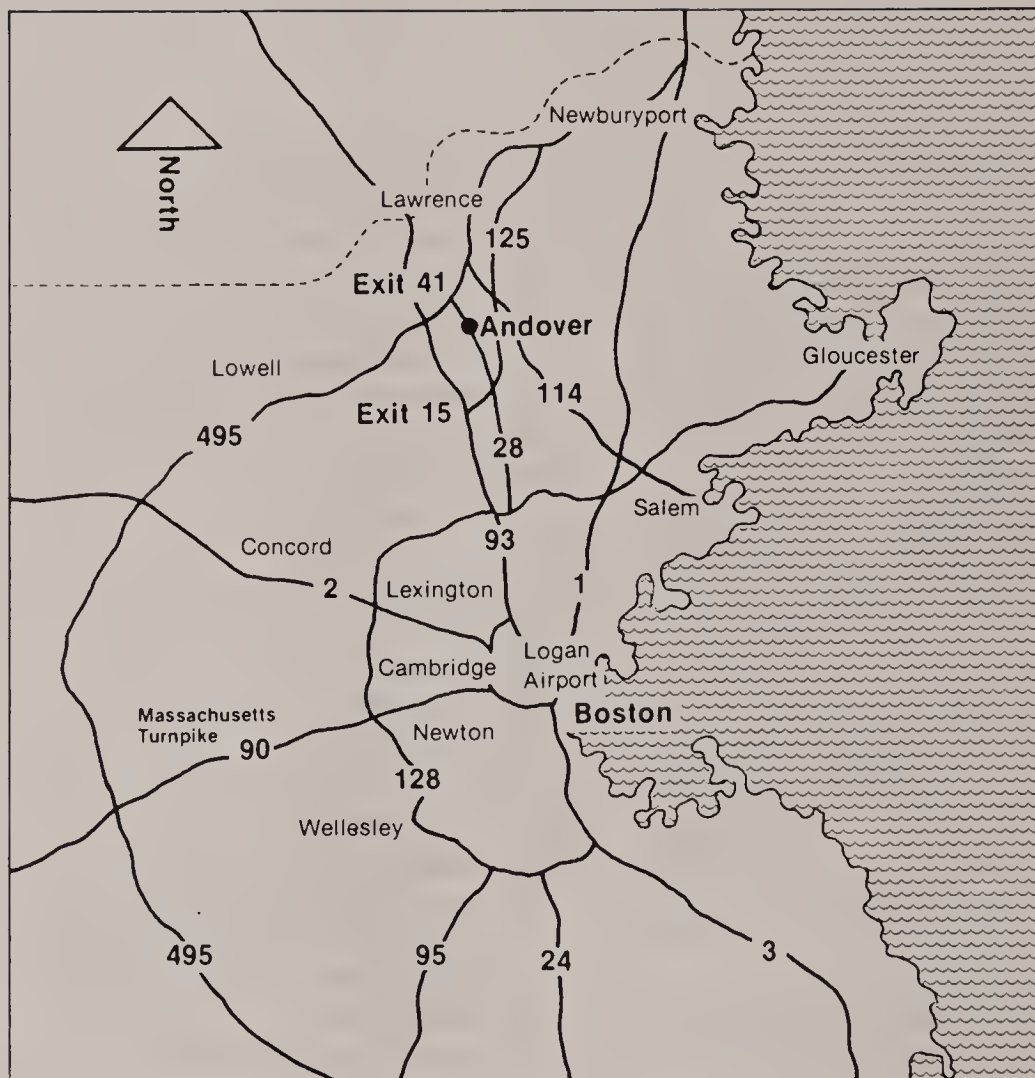 Newburyport
North
Lawrence
125
Exit 41
Andover
Gloucester
Lowell
114
Exit 15
28
495
Salem
93
Concord
2
Lexington
1
Logan
Airport
Cambridge
Massachusetts
Turnpike
90
Newton
Boston
128
Wellesley
495
95
24
3